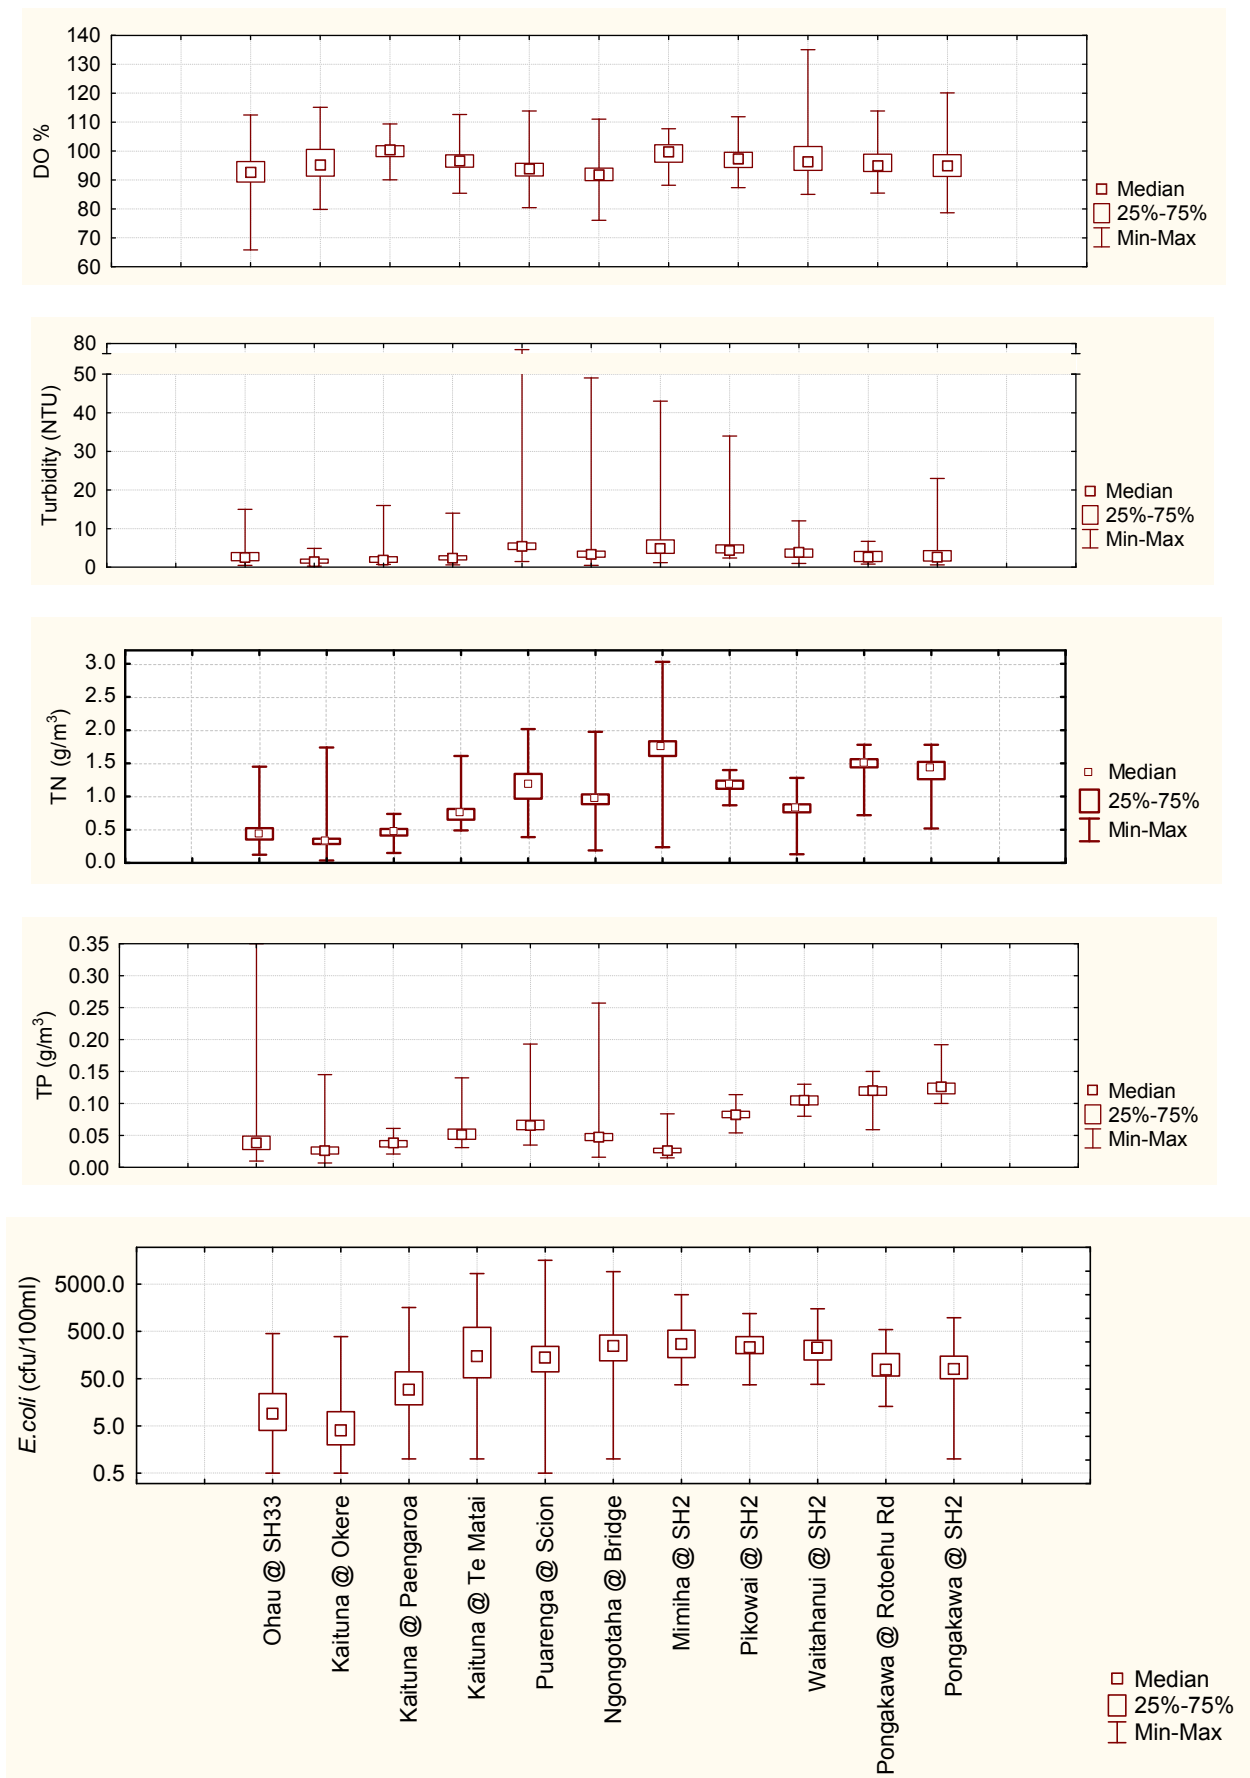 DO %
140
130
120
110
100
90
80
70
60
Median
25%-75%
Min-Max
Turbidity (NTU)
80
50
40
30
20
10
0
Median
25%-75%
Min-Max
TN (g/m³)
3.0
2.5
2.0
1.5
1.0
0.5
0.0
Median
25%-75%
Min-Max
TP (g/m³)
0.35
0.30
0.25
0.20
0.15
0.10
0.05
0.00
Median
25%-75%
Min-Max
E.coli (cfu/100ml)
5000.0
500.0
50.0
5.0
0.5
Ohau @ SH33
Kaituna @ Okere
Kaituna @ Paengaroa
Kaituna @ Te Matai
Puarenga @ Scion
Ngongotaha @ Bridge
Mimiha @ SH2
Pikowai @ SH2
Waitahanui @ SH2
Pongakawa @ Rotoehu Rd
Pongakawa @ SH2
Median
25%-75%
Min-Max